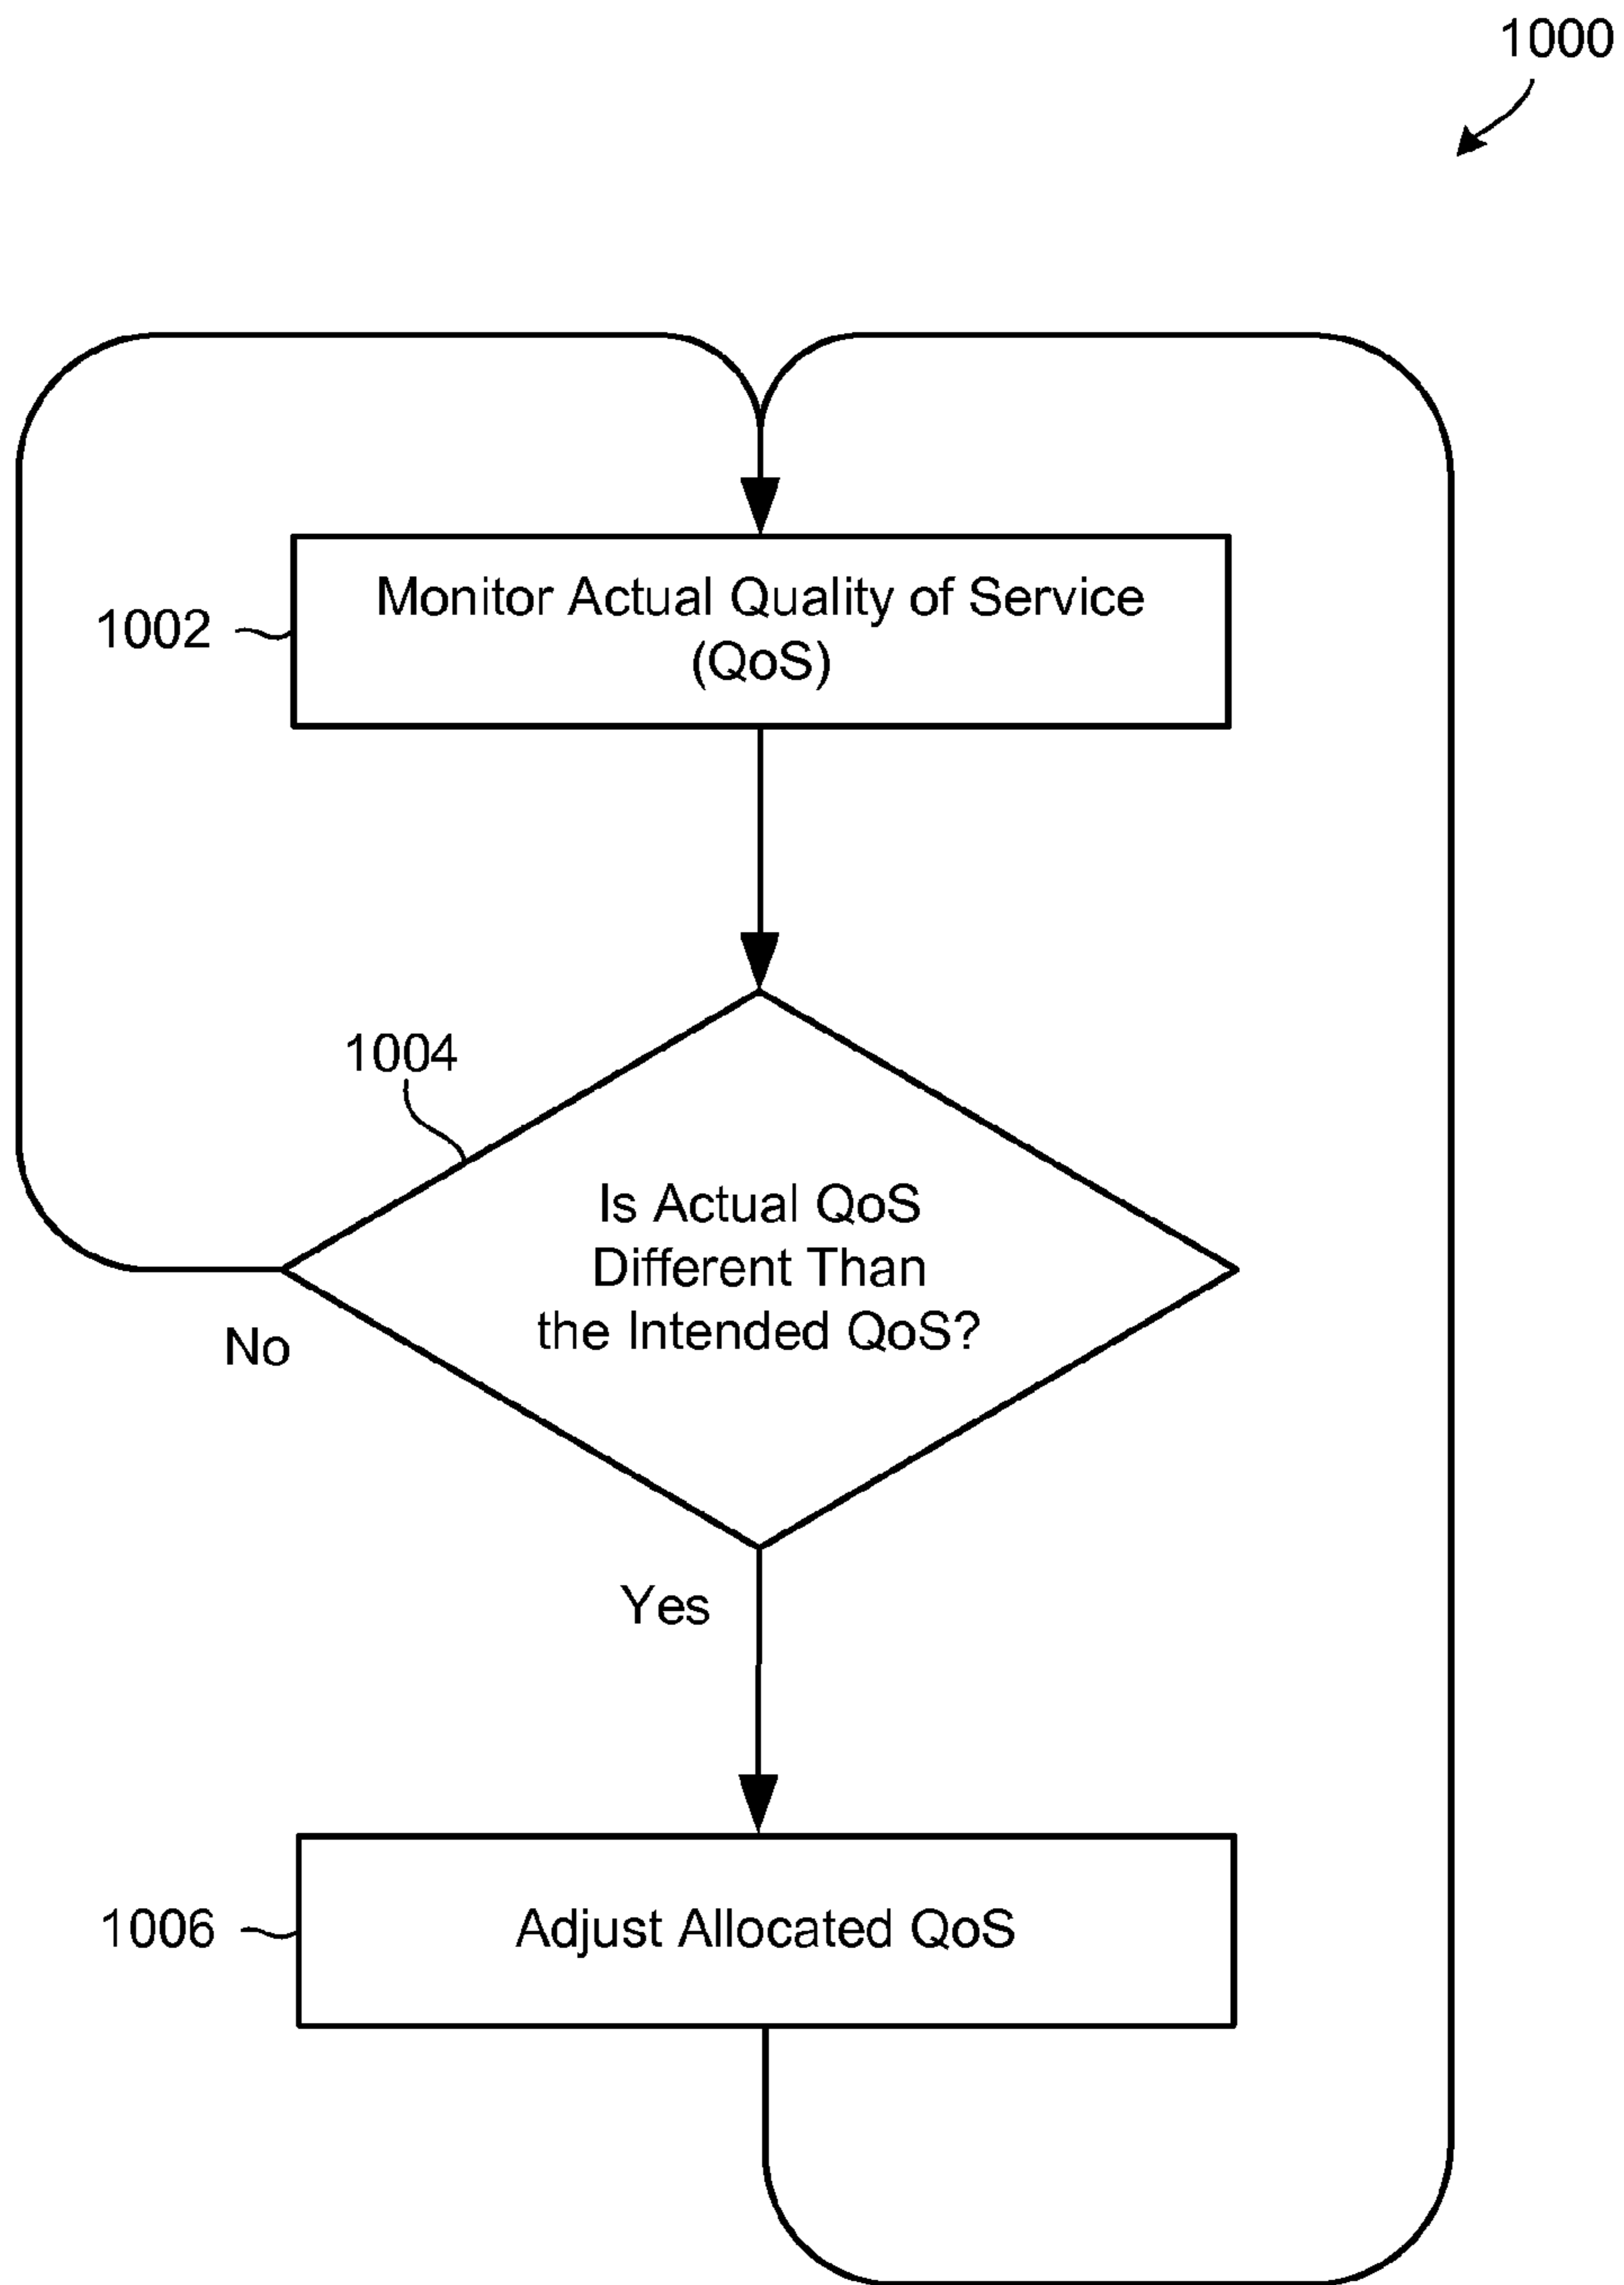 1000
Monitor Actual Quality of Service
(QoS)
1002
1004
Is Actual QoS
Different Than
the Intended QoS?
No
Yes
1006
Adjust Allocated QoS